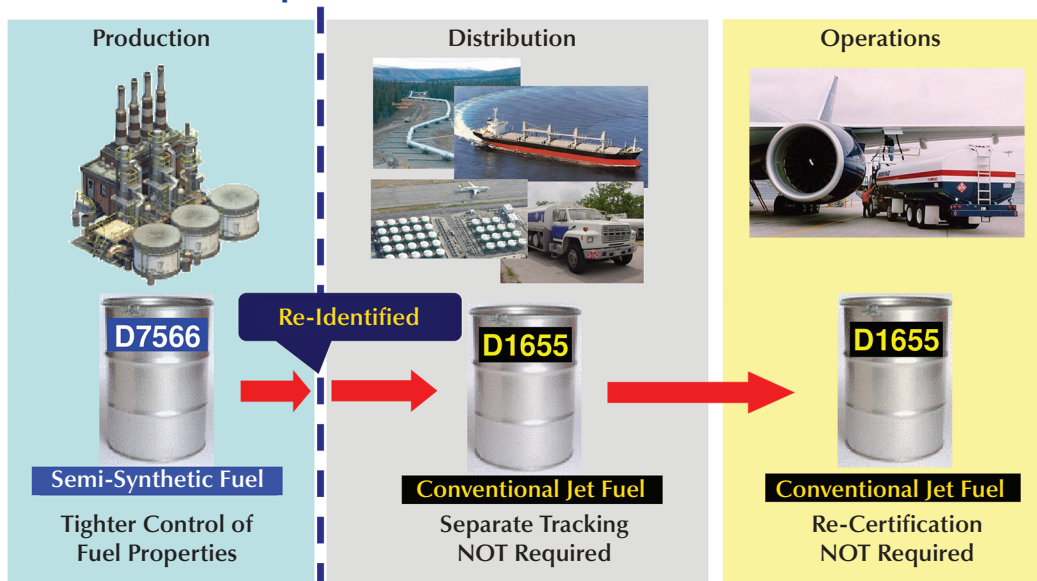 Production
Distribution
Operations
Re-Identified
D7566
D1655
D1655
Semi-Synthetic Fuel
Conventional Jet Fuel
Conventional Jet Fuel
Tighter Control of
Fuel Properties
Separate Tracking
NOT Required
Re-Certification
NOT Required